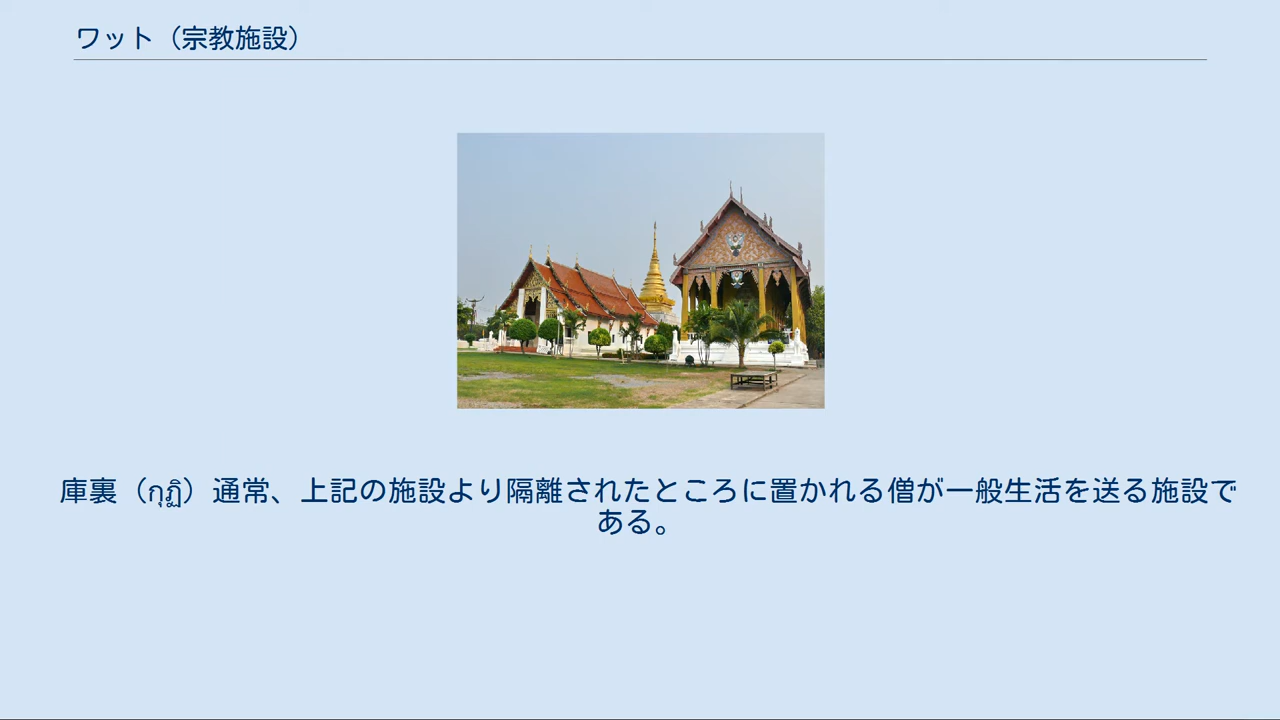 ワット（宗教施設）
庫裏（กุฏิ）通常、上記の施設より隔離されたところに置かれる僧が一般生活を送る施設で
ある。